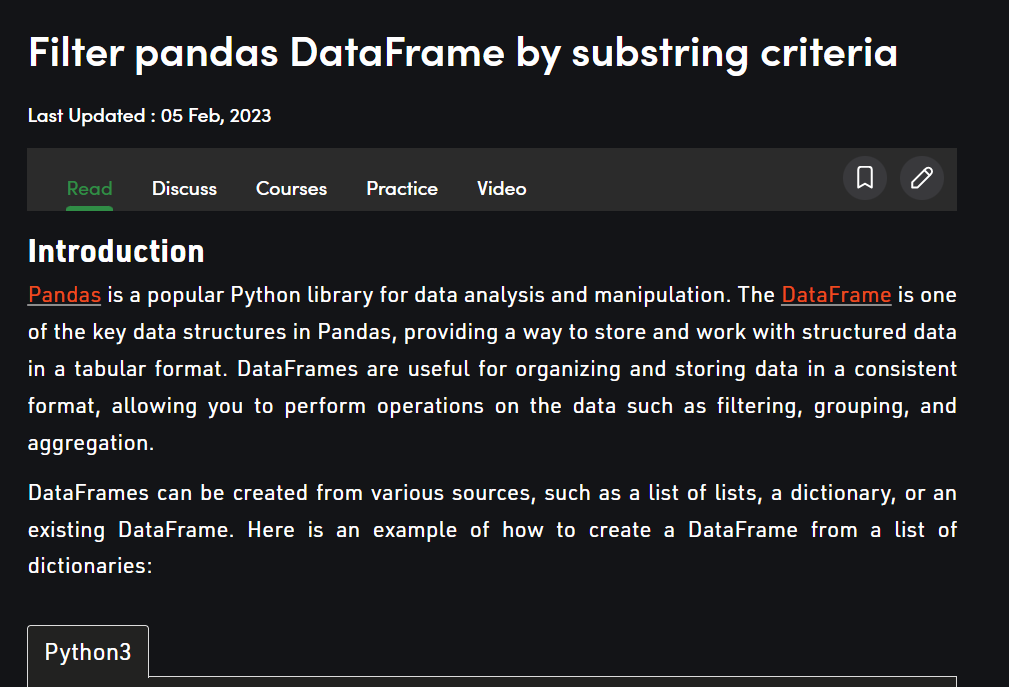 Filter pandas DataFrame by substring criteria
Last Updated : 05 Feb, 2023
Read Discuss Courses Practice Video
Introduction
Pandas is a popular Python library for data analysis and manipulation. The DataFrame is one
of the key data structures in Pandas, providing a way to store and work with structured data
in a tabular format. DataFrames are useful for organizing and storing data in a consistent
format, allowing you to perform operations on the data such as filtering, grouping, and
aggregation.
DataFrames can be created from various sources, such as a list of lists, a dictionary, or an
existing DataFrame. Here is an example of how to create a DataFrame from a list of
dictionaries:
Python3